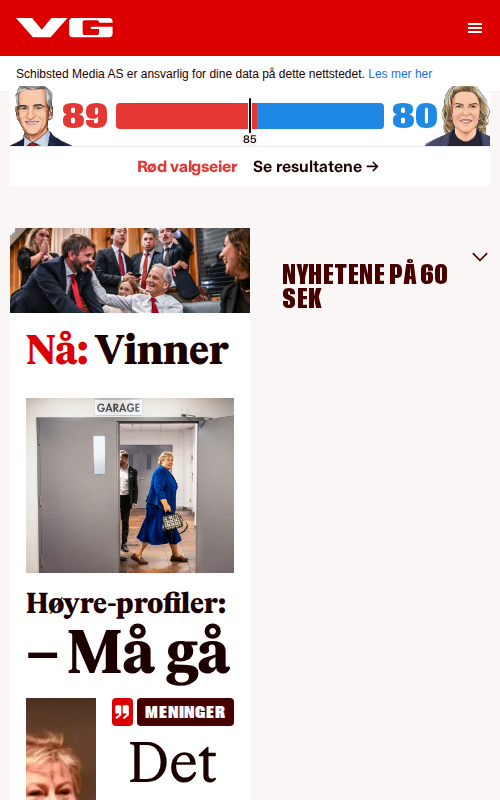 VG
Schibsted Media AS er ansvarlig for dine data på dette nettstedet. Les mer her
89
80
85
Rød valgseier Se resultatene →
NYHETENE PÅ 60
SEK
Nå: Vinner
GARAGE
Høyre-profiler:
– Må gå
MENINGER
Det